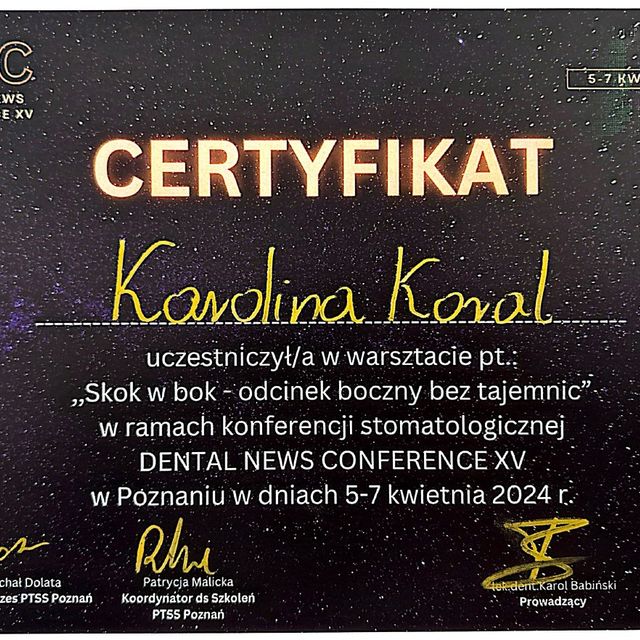 C
EWS
CE XV
5-7 KW
CERTYFIKAT
Karolina Koral
uczestniczył/a w warsztacie pt.:
„Skok w bok - odcinek boczny bez tajemnic”
w ramach konferencji stomatologicznej
DENTAL NEWS CONFERENCE XV
w Poznaniu w dniach 5-7 kwietnia 2024 r.
chał Dolata
zes PTSS Poznań
Patrycja Malicka
Koordynator ds Szkoleń
PTSS Poznań
lek.dent.Karol Babiński
Prowadzący